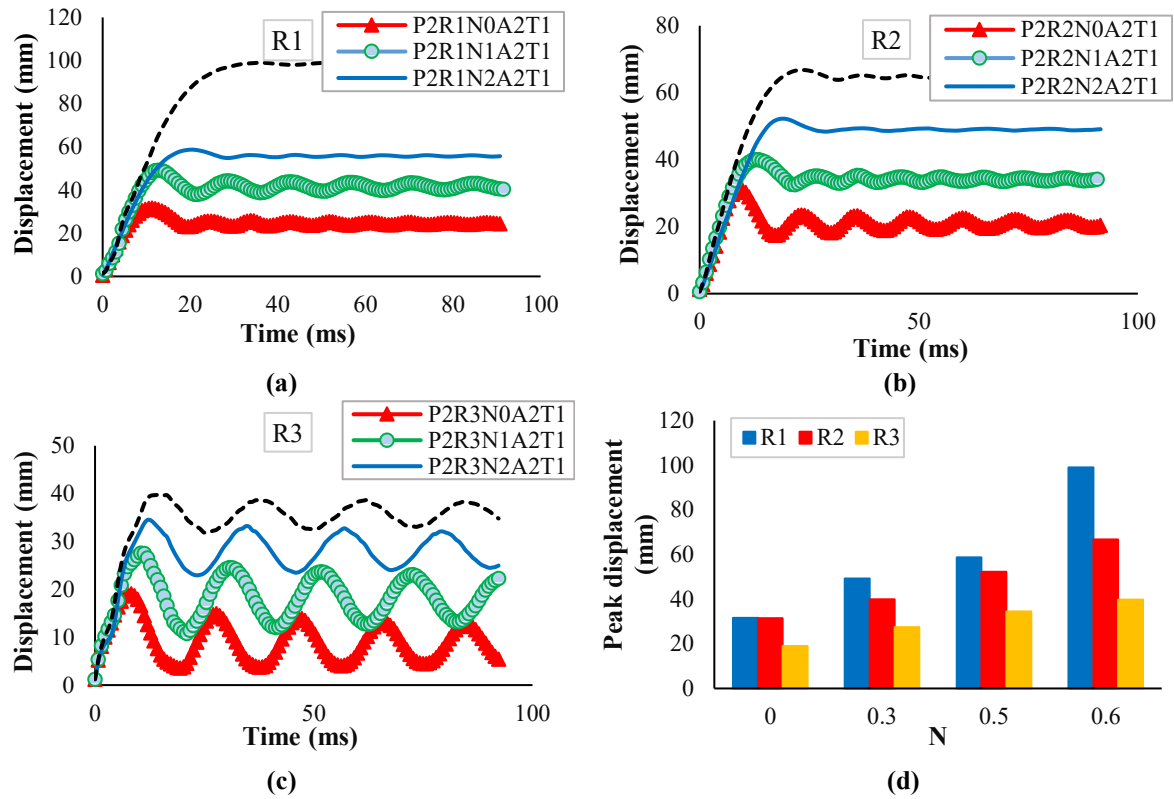 R1
P2R1N0A2T1
P2R1N1A2T1
P2R1N2A2T1
Displacement (mm)
120
100
80
60
40
20
0
0 20 40 60 80 100
Time (ms)
(a)
R2
P2R2N0A2T1
P2R2N1A2T1
P2R2N2A2T1
Displacement (mm)
80
60
40
20
0
0 50 100
Time (ms)
(b)
R3
P2R3N0A2T1
P2R3N1A2T1
P2R3N2A2T1
Displacement (mm)
50
40
30
20
10
0
0 50 100
Time (ms)
(c)
R1 R2 R3
Peak displacement
(mm)
120
100
80
60
40
20
0
0 0.3 0.5 0.6
N
(d)